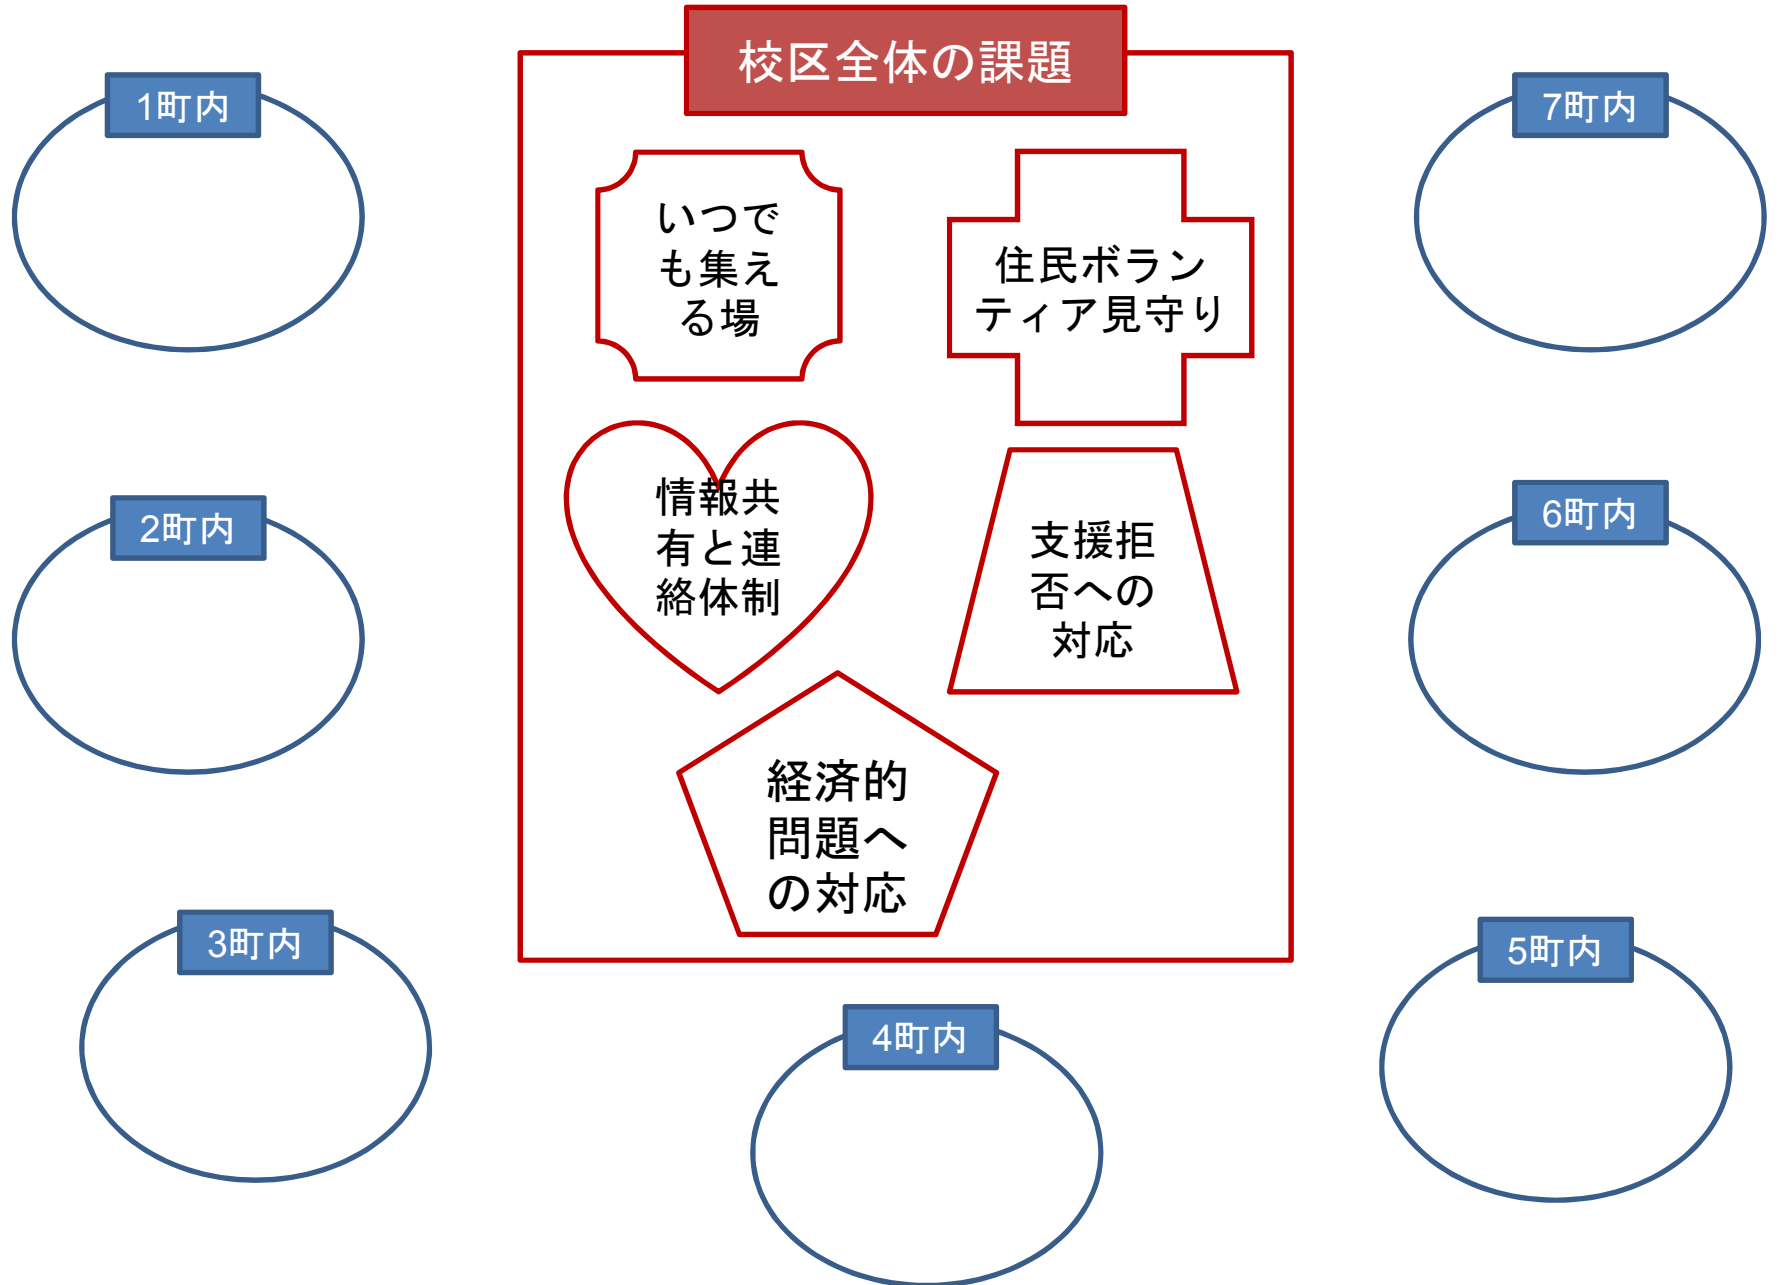 校区全体の課題
1町内
7町内
いつで
も集え
る場
住民ボラン
ティア見守り
2町内
6町内
情報共
有と連
絡体制
支援拒
否への
対応
経済的
問題へ
の対応
3町内
5町内
4町内